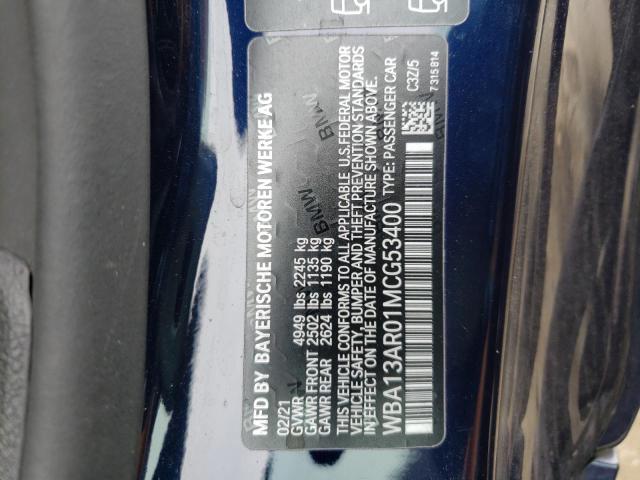 MFD BY BAYERISCHE MOTOREN WERKE AG
02/21
GVWR 4949 lbs 2245 kg
GAWR FRONT 2502 lbs 1135 kg
GAWR REAR 2624 lbs 1190 kg
THIS VEHICLE CONFORMS TO ALL APPLICABLE U.S. FEDERAL MOTOR
VEHICLE SAFETY, BUMPER AND THEFT PREVENTION STANDARDS
IN EFFECT ON THE DATE OF MANUFACTURE SHOWN ABOVE.
WBA13AR01MCG53400 TYPE: PASSENGER CAR
C3Z/5
7 315 814
BMW
BMW